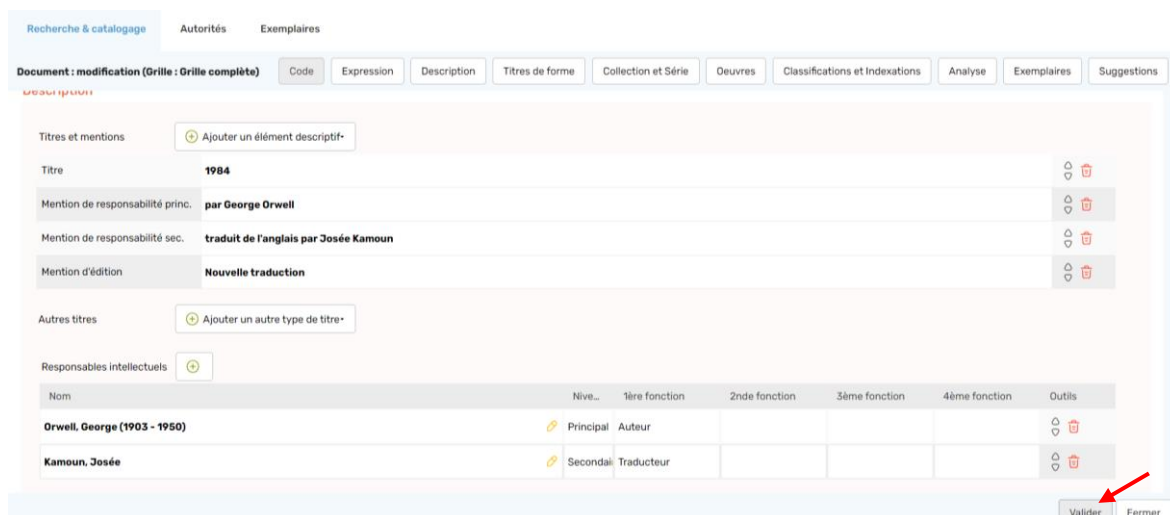 Recherche & catalogage Autorités Exemplaires
Document : modification (Grille : Grille complète) Code Expression Description Titres de forme Collection et Série Oeuvres Classifications et Indexations Analyse Exemplaires Suggestions
Description
Titres et mentions Ajouter un élément descriptif
Titre 1984
Mention de responsabilité princ. par George Orwell
Mention de responsabilité sec. traduit de l'anglais par Josée Kamoun
Mention d'édition Nouvelle traduction
Autres titres Ajouter un autre type de titre
Responsables intellectuels
Nom Nive... 1ère fonction 2nde fonction 3ème fonction 4ème fonction Outils
Orwell, George (1903 - 1950) Principal Auteur
Kamoun, Josée Secondai Traducteur
Valider Fermer